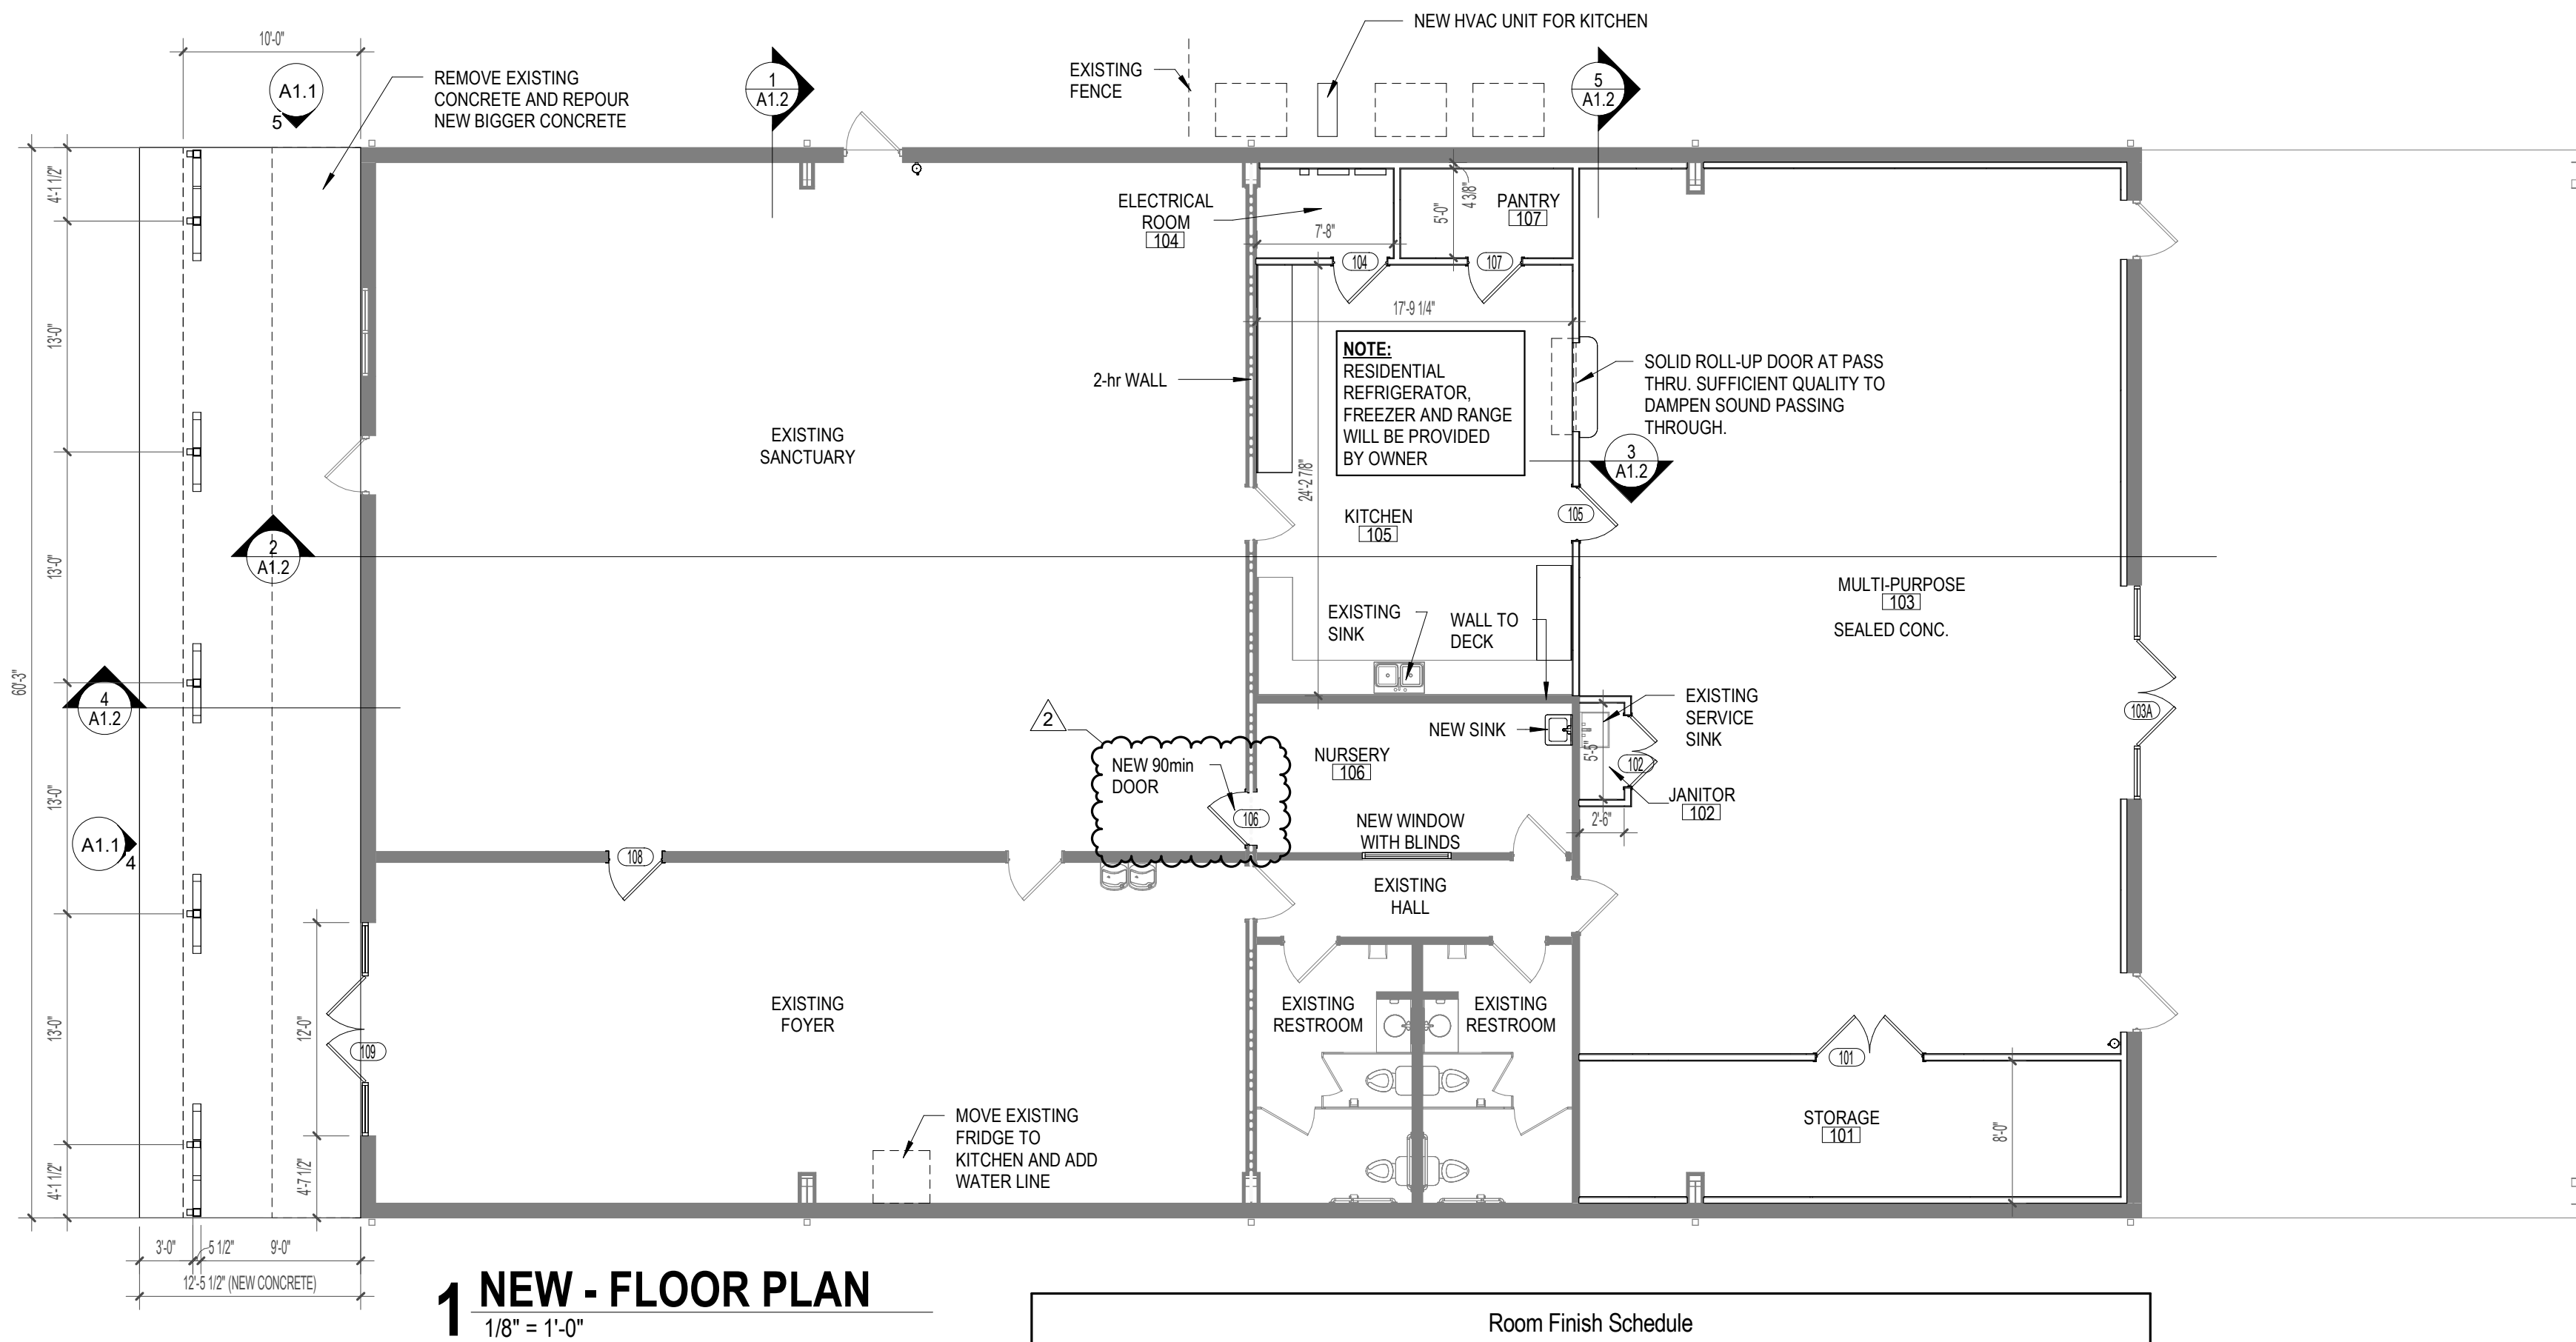 NEW HVAC UNIT FOR KITCHEN
10'-0"
REMOVE EXISTING
CONCRETE AND REPOUR
NEW BIGGER CONCRETE
A1.1
5
1
A1.2
EXISTING
FENCE
5
A1.2
4'-1 1/2"
ELECTRICAL
ROOM
104
7'-8"
5'-0"
4 3/8"
PANTRY
107
104
107
13'-0"
17'-9 1/4"
NOTE:
RESIDENTIAL
REFRIGERATOR,
FREEZER AND RANGE
WILL BE PROVIDED
BY OWNER
SOLID ROLL-UP DOOR AT PASS
THRU. SUFFICIENT QUALITY TO
DAMPEN SOUND PASSING
THROUGH.
2-hr WALL
EXISTING
SANCTUARY
3
A1.2
24'-2 7/8"
KITCHEN
105
105
2
A1.2
13'-0"
MULTI-PURPOSE
103
SEALED CONC.
EXISTING
SINK
WALL TO
DECK
60'-3"
4
A1.2
EXISTING
SERVICE
SINK
103A
2
NEW SINK
5'-5"
NURSERY
106
102
NEW 90min
DOOR
106
JANITOR
102
2'-6"
13'-0"
A1.1
4
NEW WINDOW
WITH BLINDS
108
EXISTING
HALL
13'-0"
12'-0"
109
EXISTING
FOYER
EXISTING
RESTROOM
EXISTING
RESTROOM
101
STORAGE
101
8'-0"
MOVE EXISTING
FRIDGE TO
KITCHEN AND ADD
WATER LINE
4'-1 1/2"
4'-7 1/2"
3'-0"
5 1/2"
9'-0"
12'-5 1/2" (NEW CONCRETE)
1 NEW - FLOOR PLAN
1/8" = 1'-0"
Room Finish Schedule